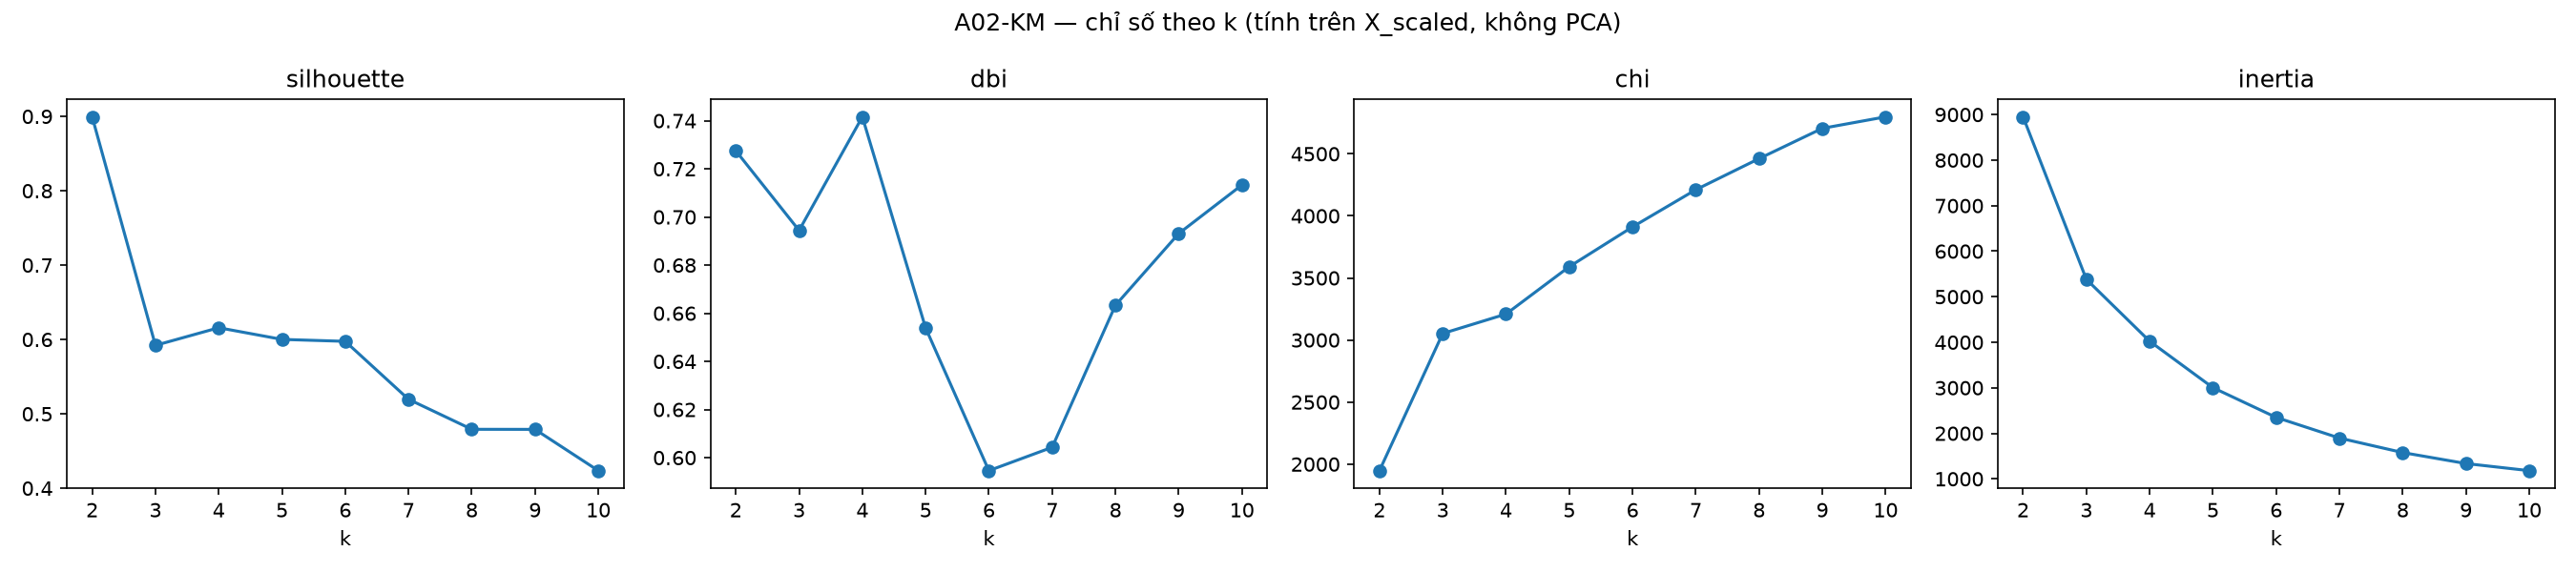 A02-KM — chỉ số theo k (tính trên X_scaled, không PCA)
silhouette
0.9
0.8
0.7
0.6
0.5
0.4
2 3 4 5 6 7 8 9 10
k
dbi
0.74
0.72
0.70
0.68
0.66
0.64
0.62
0.60
2 3 4 5 6 7 8 9 10
k
chi
4500
4000
3500
3000
2500
2000
2 3 4 5 6 7 8 9 10
k
inertia
9000
8000
7000
6000
5000
4000
3000
2000
1000
2 3 4 5 6 7 8 9 10
k